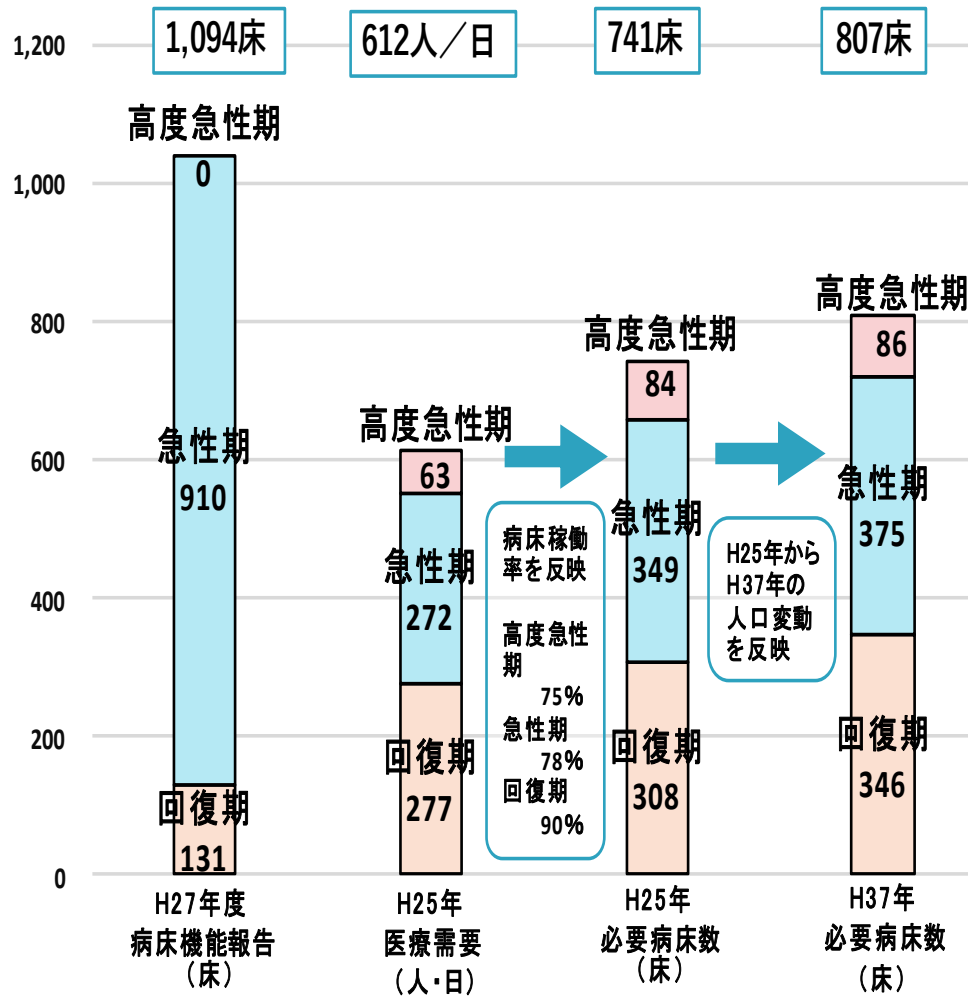 1,094床
612人／日
741床
807床
1,200
1,000
800
600
400
200
0
高度急性期
0
急性期
910
回復期
131
H27年度
病床機能報告
（床）
高度急性期
63
急性期
272
回復期
277
H25年
医療需要
（人・日）
病床稼働
率を反映
高度急性
期
75%
急性期
78%
回復期
90%
高度急性期
84
急性期
349
回復期
308
H25年
必要病床数
（床）
H25年から
H37年の
人口変動
を反映
高度急性期
86
急性期
375
回復期
346
H37年
必要病床数
（床）